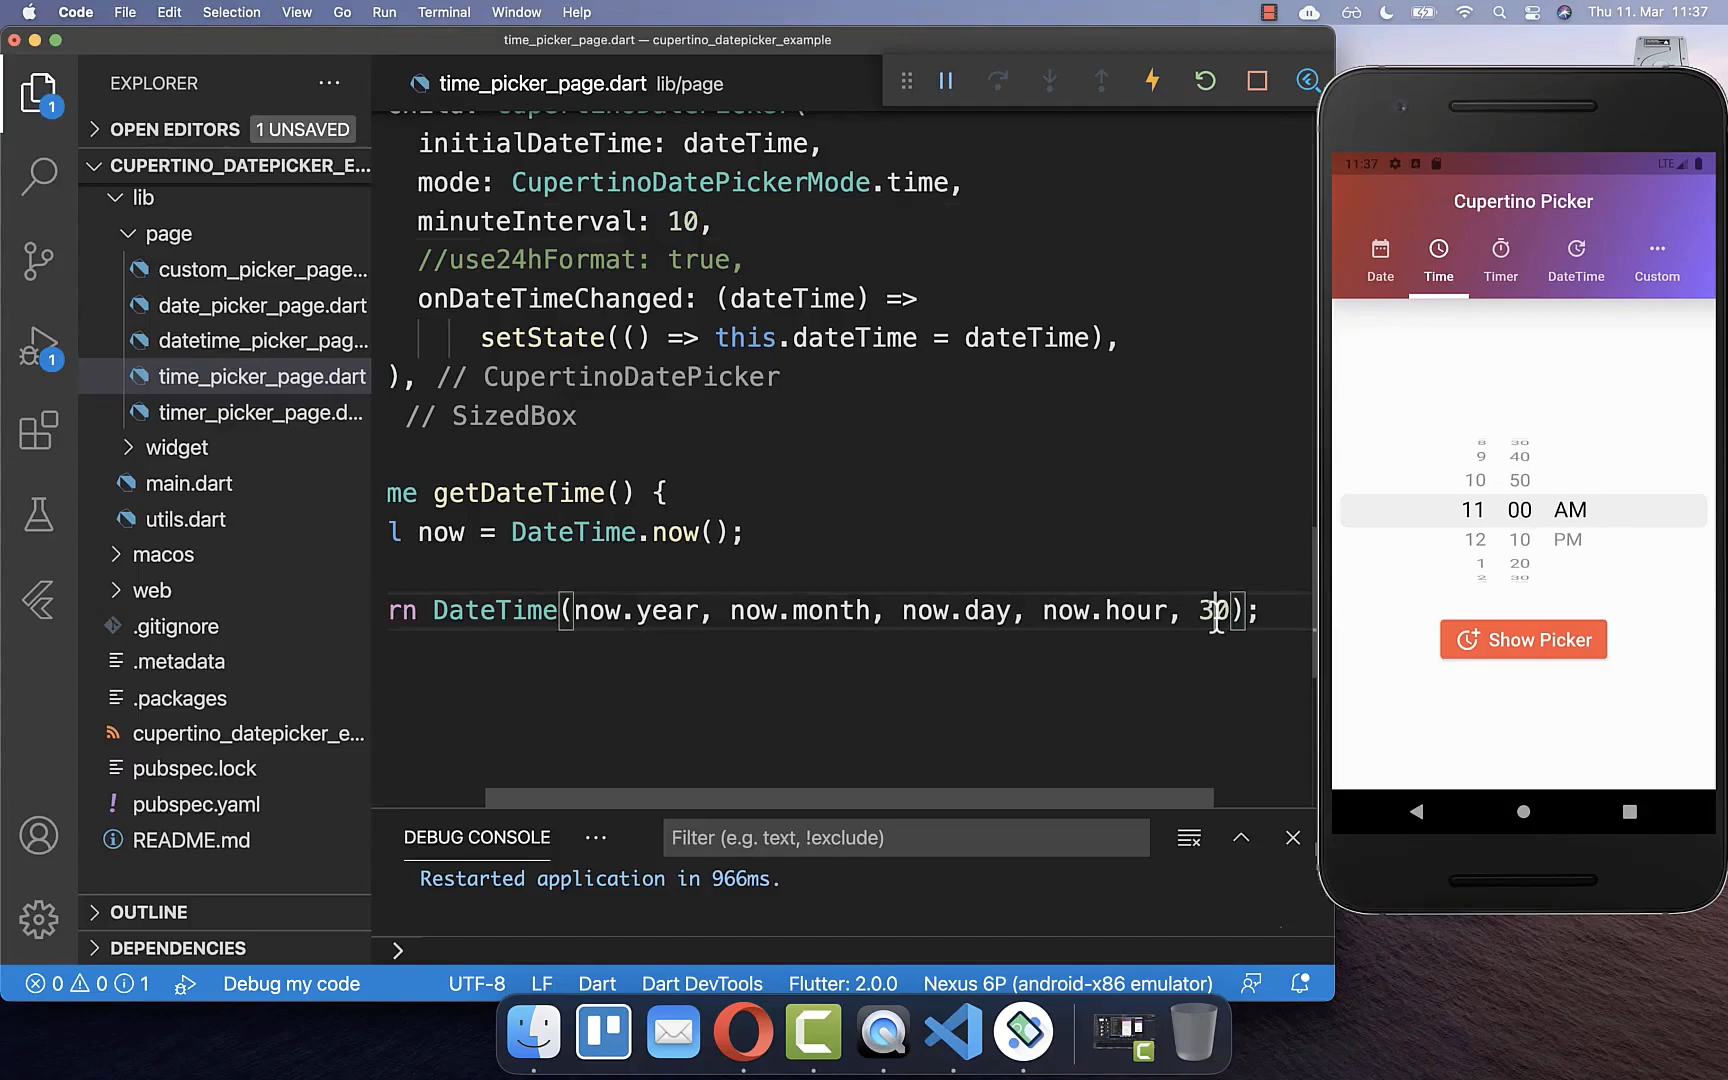 Code File Edit Selection View Go Run Terminal Window Help Thu 11. Mar 11:37
time_picker_page.dart — cupertino_datepicker_example
EXPLORER
OPEN EDITORS 1 UNSAVED
CUPERTINO_DATEPICKER_E...
lib
page
custom_picker_page...
date_picker_page.dart
datetime_picker_pag...
time_picker_page.dart
timer_picker_page.d...
widget
main.dart
utils.dart
macos
web
.gitignore
.metadata
.packages
cupertino_datepicker_e...
pubspec.lock
pubspec.yaml
README.md
OUTLINE
DEPENDENCIES
1
1
time_picker_page.dart lib/page
initialDateTime: dateTime,
mode: CupertinoDatePickerMode.time,
minuteInterval: 10,
//use24hFormat: true,
onDateTimeChanged: (dateTime) =>
setState(() => this.dateTime = dateTime),
), // CupertinoDatePicker
// SizedBox
me getDateTime() {
l now = DateTime.now();
rn DateTime(now.year, now.month, now.day, now.hour, 30);
DEBUG CONSOLE Filter (e.g. text, !exclude)
Restarted application in 966ms.
0 0 1 Debug my code UTF-8 LF Dart Dart DevTools Flutter: 2.0.0 Nexus 6P (android-x86 emulator)
11:37 LTE
Cupertino Picker
Date Time Timer DateTime Custom
8 30
9 40
10 50
11 00 AM
12 10 PM
1 20
2 30
Show Picker